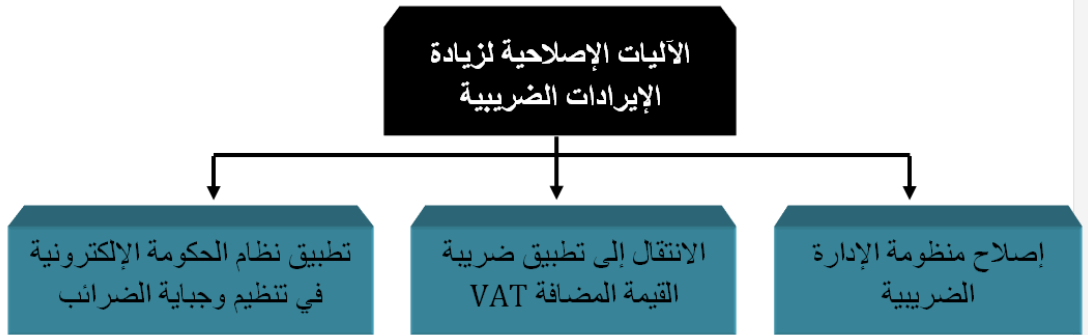 الآليات الإصلاحية لزيادة
الإيرادات الضريبية
إصلاح منظومة الإدارة
الضريبية
الانتقال إلى تطبيق ضريبة
القيمة المضافة VAT
تطبيق نظام الحكومة الإلكترونية
في تنظيم وجباية الضرائب